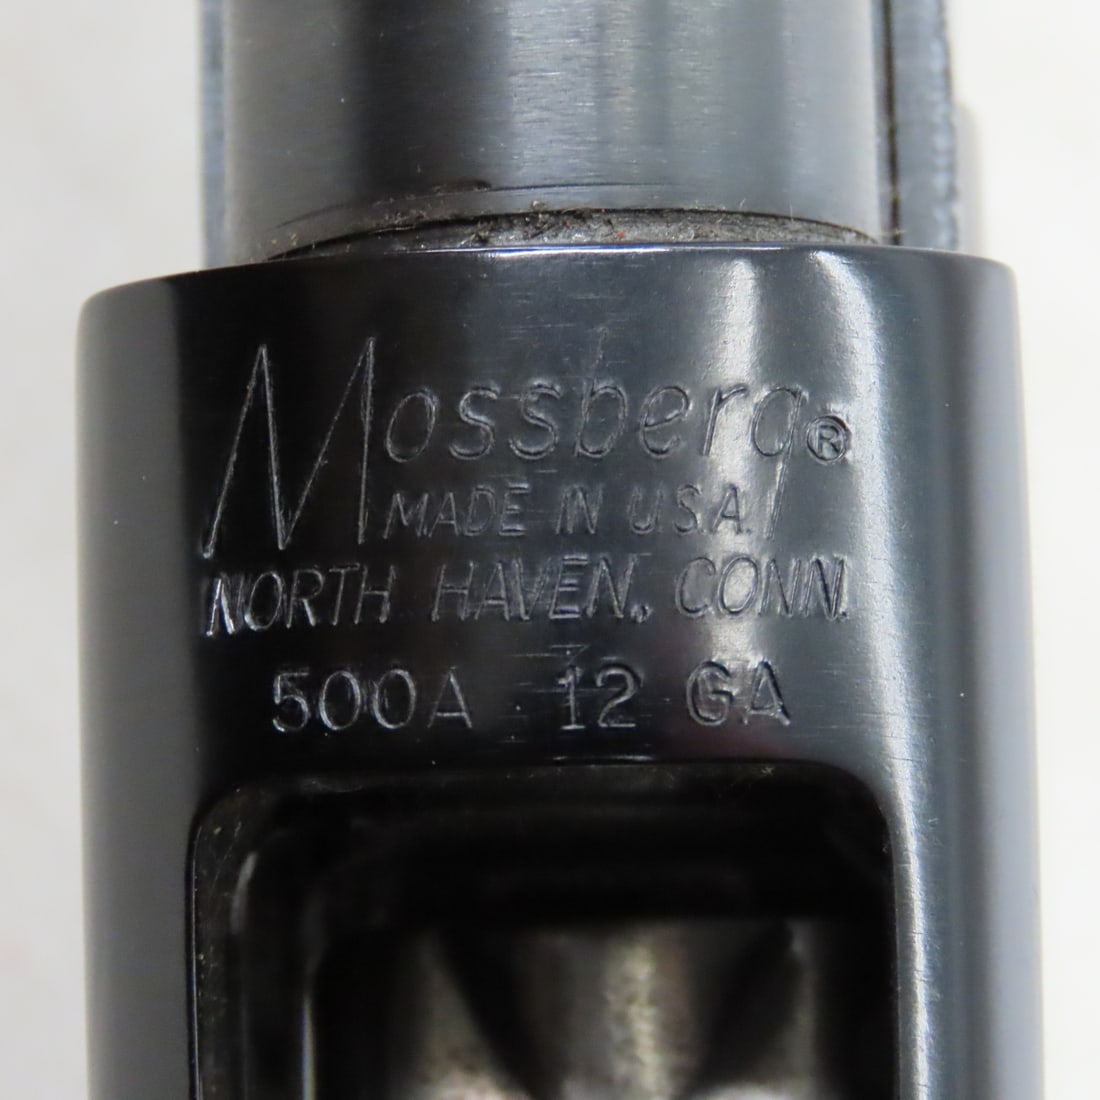 Mossberg®
MADE IN U.S.A.
NORTH HAVEN, CONN.
500A 12 GA